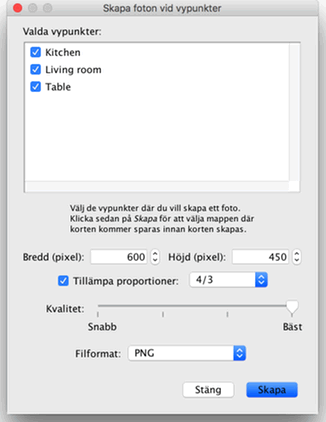 Skapa foton vid vypunkter
Valda vypunkter:
Kitchen
Living room
Table
Välj de vypunkter där du vill skapa ett foto.
Klicka sedan på Skapa för att välja mappen där
korten kommer sparas innan korten skapas.
Bredd (pixel): 600 Höjd (pixel): 450
Tillämpa proportioner: 4/3
Kvalitet:
Snabb Bäst
Filformat: PNG
Stäng Skapa